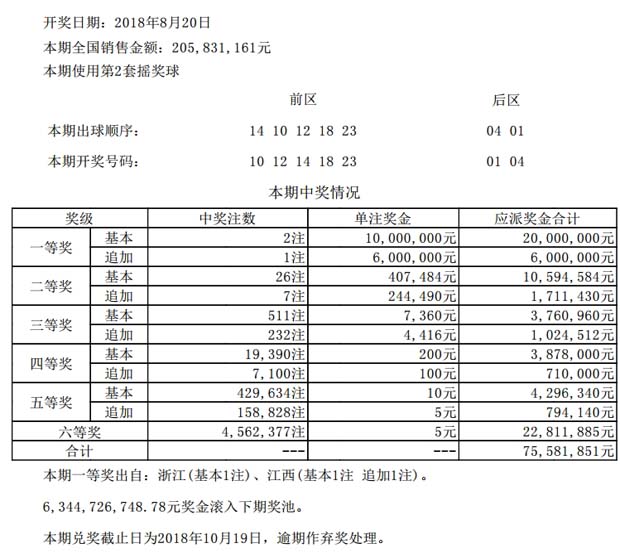 开奖日期：2018年8月20日
本期全国销售金额：205,831,161元
本期使用第2套摇奖球
前区 后区
本期出球顺序： 14 10 12 18 23 04 01
本期开奖号码： 10 12 14 18 23 01 04
本期中奖情况
奖级 中奖注数 单注奖金 应派奖金合计
一等奖 基本 2注 10,000,000元 20,000,000元
追加 1注 6,000,000元 6,000,000元
二等奖 基本 26注 407,484元 10,594,584元
追加 7注 244,490元 1,711,430元
三等奖 基本 511注 7,360元 3,760,960元
追加 232注 4,416元 1,024,512元
四等奖 基本 19,390注 200元 3,878,000元
追加 7,100注 100元 710,000元
五等奖 基本 429,634注 10元 4,296,340元
追加 158,828注 5元 794,140元
六等奖 4,562,377注 5元 22,811,885元
合计 --- --- 75,581,851元
本期一等奖出自：浙江(基本1注)、江西(基本1注 追加1注)。
6,344,726,748.78元奖金滚入下期奖池。
本期兑奖截止日为2018年10月19日，逾期作弃奖处理。